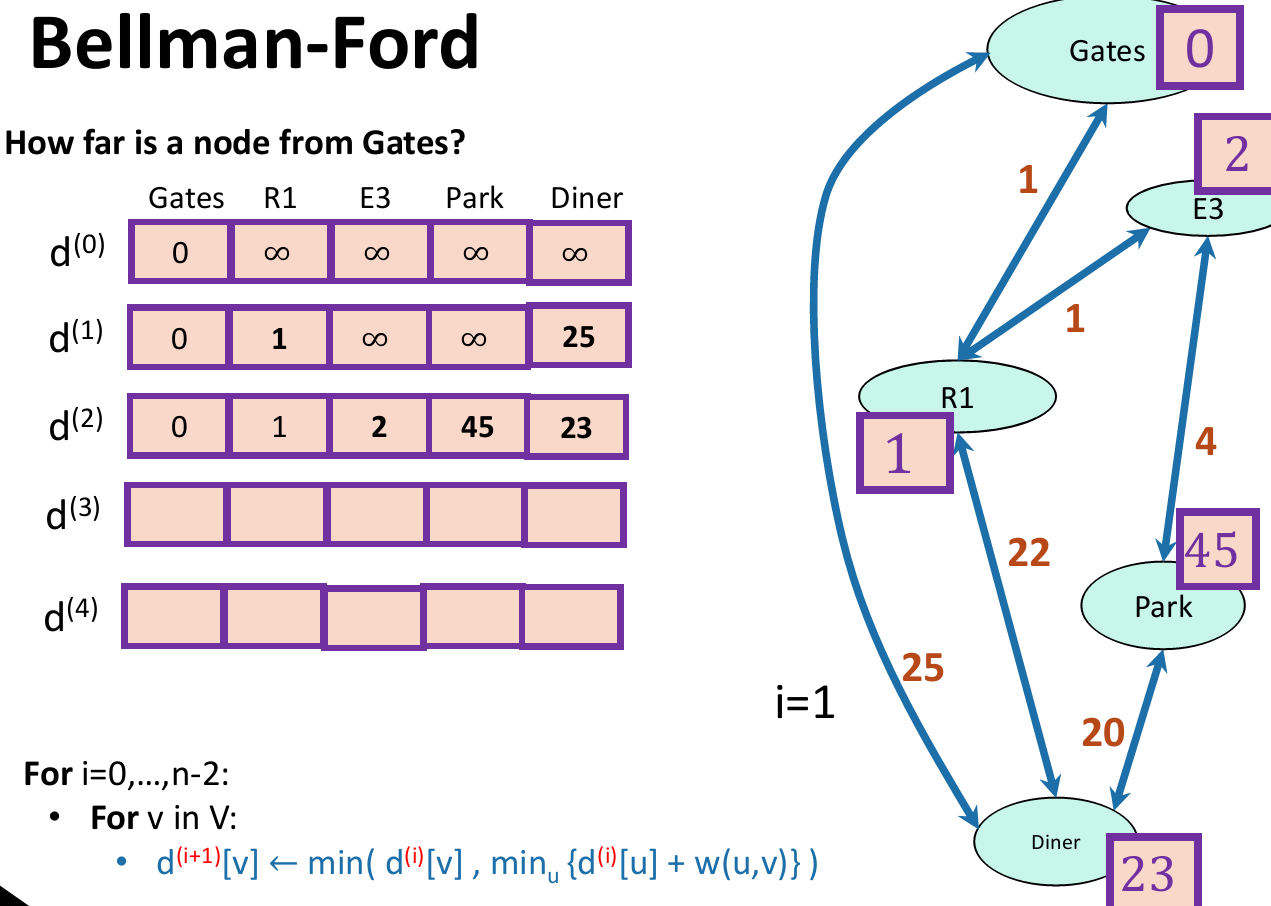 Bellman-Ford
How far is a node from Gates?
Gates R1 E3 Park Diner
d(0) 0 ∞ ∞ ∞ ∞
d(1) 0 1 ∞ ∞ 25
d(2) 0 1 2 45 23
d(3)
d(4)
For i=0,...,n-2:
• For v in V:
• d(i+1)[v] ← min( d(i)[v] , minu {d(i)[u] + w(u,v)} )
i=1
Gates
0
2
E3
1
1
R1
1
4
22
45
Park
25
20
Diner
23